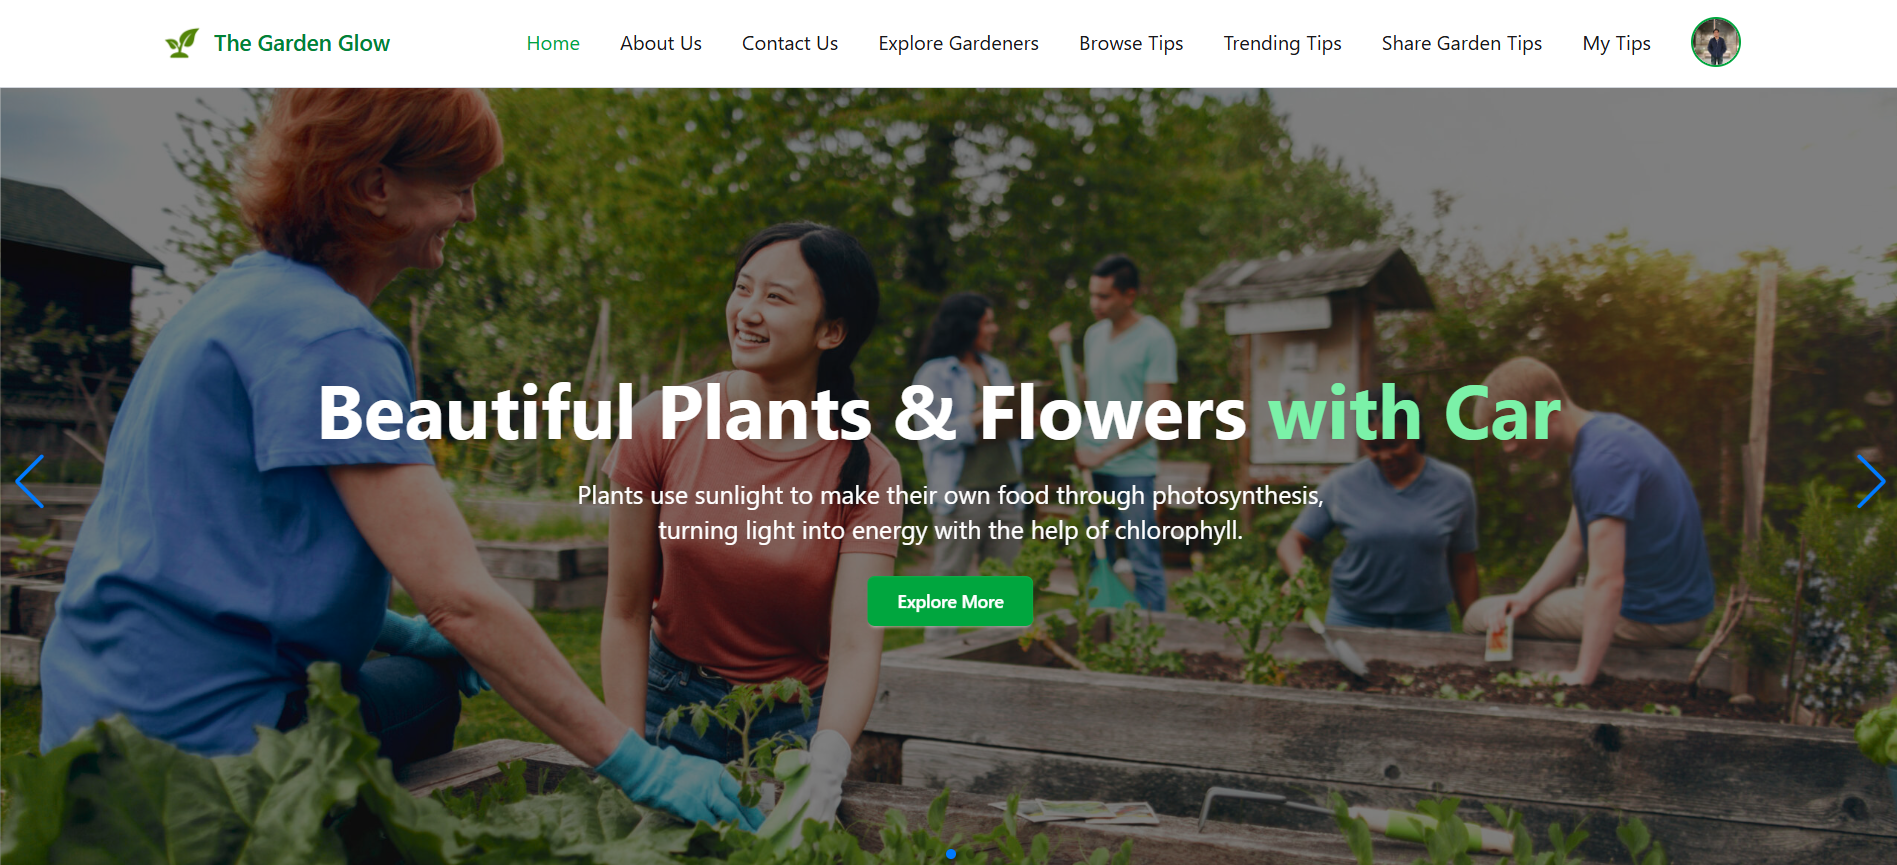 The Garden Glow
Home
About Us
Contact Us
Explore Gardeners
Browse Tips
Trending Tips
Share Garden Tips
My Tips
Beautiful Plants & Flowers with Car
Plants use sunlight to make their own food through photosynthesis,
turning light into energy with the help of chlorophyll.
Explore More